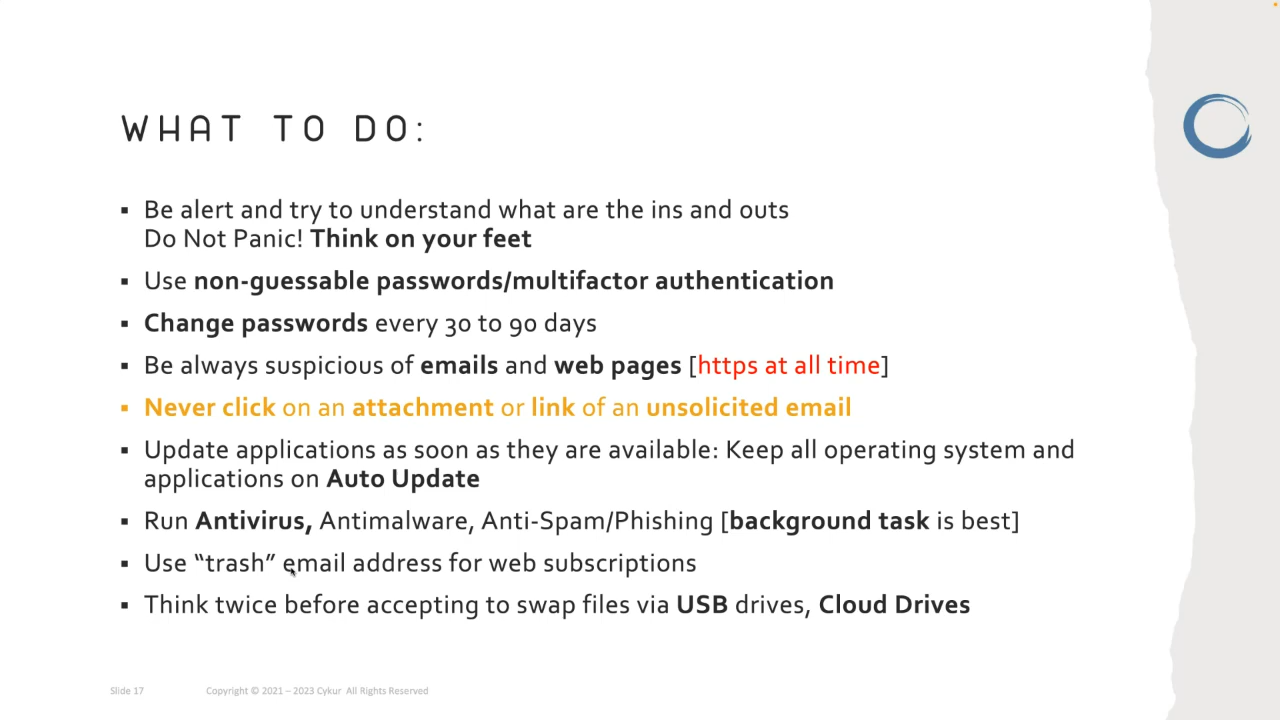 WHAT TO DO:
▪ Be alert and try to understand what are the ins and outs
Do Not Panic! Think on your feet
▪ Use non-guessable passwords/multifactor authentication
▪ Change passwords every 30 to 90 days
▪ Be always suspicious of emails and web pages [https at all time]
▪ Never click on an attachment or link of an unsolicited email
▪ Update applications as soon as they are available: Keep all operating system and
applications on Auto Update
▪ Run Antivirus, Antimalware, Anti-Spam/Phishing [background task is best]
▪ Use “trash” email address for web subscriptions
▪ Think twice before accepting to swap files via USB drives, Cloud Drives
Slide 17 Copyright © 2021 – 2023 Cykur All Rights Reserved